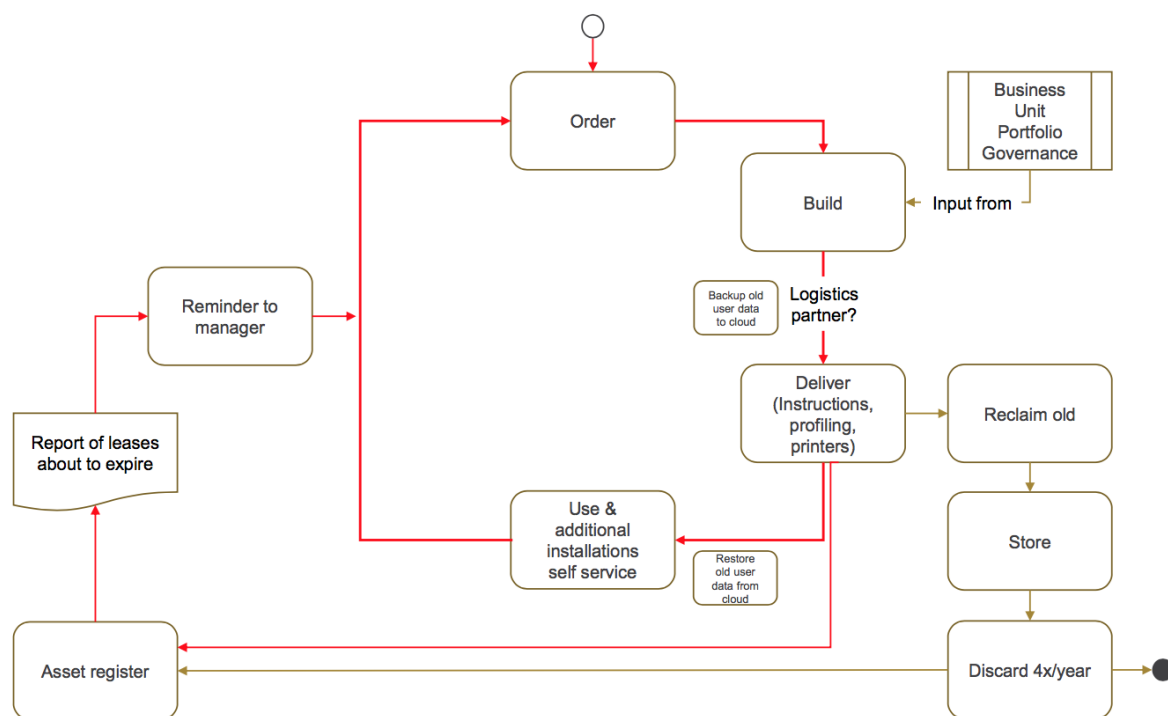 Order
Business
Unit
Portfolio
Governance
Build
Input from
Reminder to
manager
Backup old
user data
to cloud
Logistics
partner?
Deliver
(Instructions,
profiling,
printers)
Reclaim old
Report of leases
about to expire
Use &
additional
installations
self service
Restore
old user
data from
cloud
Store
Asset register
Discard 4x/year